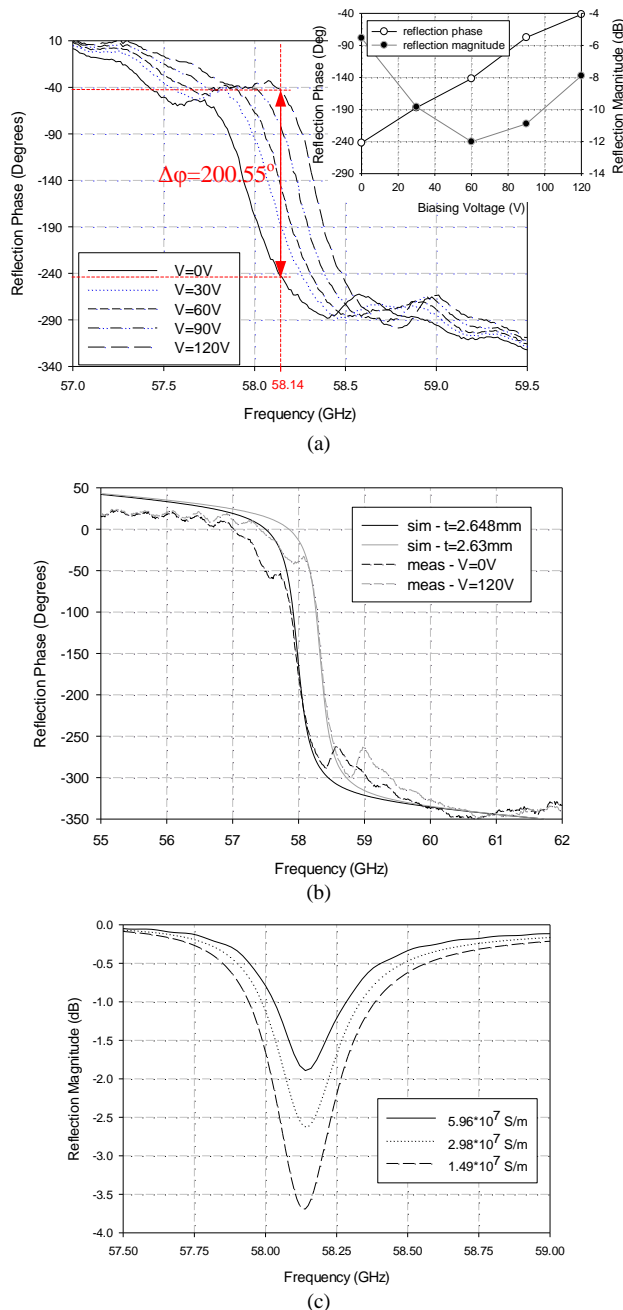 10
-40
-90
-140
-190
-240
-290
-340
Reflection Phase (Degrees)
57.0
57.5
58.0
58.14
58.5
59.0
59.5
Frequency (GHz)
Δφ=200.55°
V=0V
V=30V
V=60V
V=90V
V=120V
-40
-90
-140
-190
-240
-290
Reflection Phase (Deg)
reflection phase
reflection magnitude
-4
-6
-8
-10
-12
-14
Reflection Magnitude (dB)
0 20 40 60 80 100 120
Biasing Voltage (V)
(a)
50
0
-50
-100
-150
-200
-250
-300
-350
Reflection Phase (Degrees)
sim - t=2.648mm
sim - t=2.63mm
meas - V=0V
meas - V=120V
55 56 57 58 59 60 61 62
Frequency (GHz)
(b)
0.0
-0.5
-1.0
-1.5
-2.0
-2.5
-3.0
-3.5
-4.0
Reflection Magnitude (dB)
5.96*10⁷ S/m
2.98*10⁷ S/m
1.49*10⁷ S/m
57.50 57.75 58.00 58.25 58.50 58.75 59.00
Frequency (GHz)
(c)